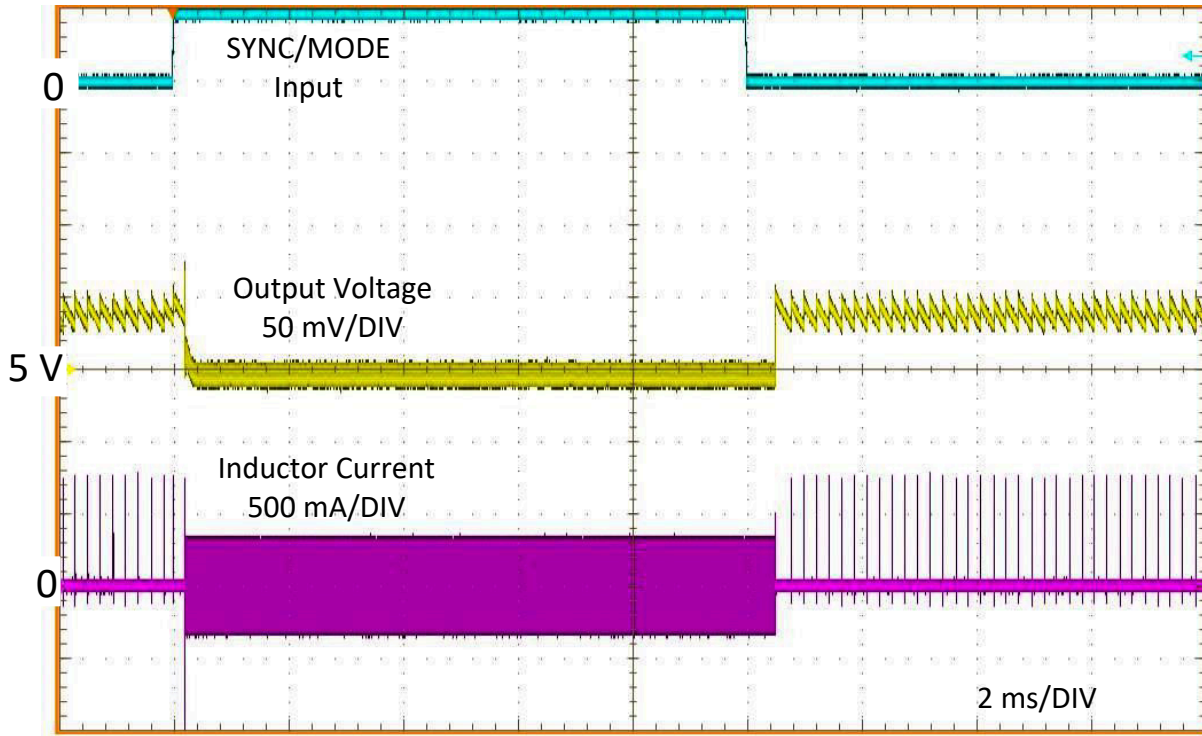 SYNC/MODE
Input
0
Output Voltage
50 mV/DIV
5 V
Inductor Current
500 mA/DIV
0
2 ms/DIV